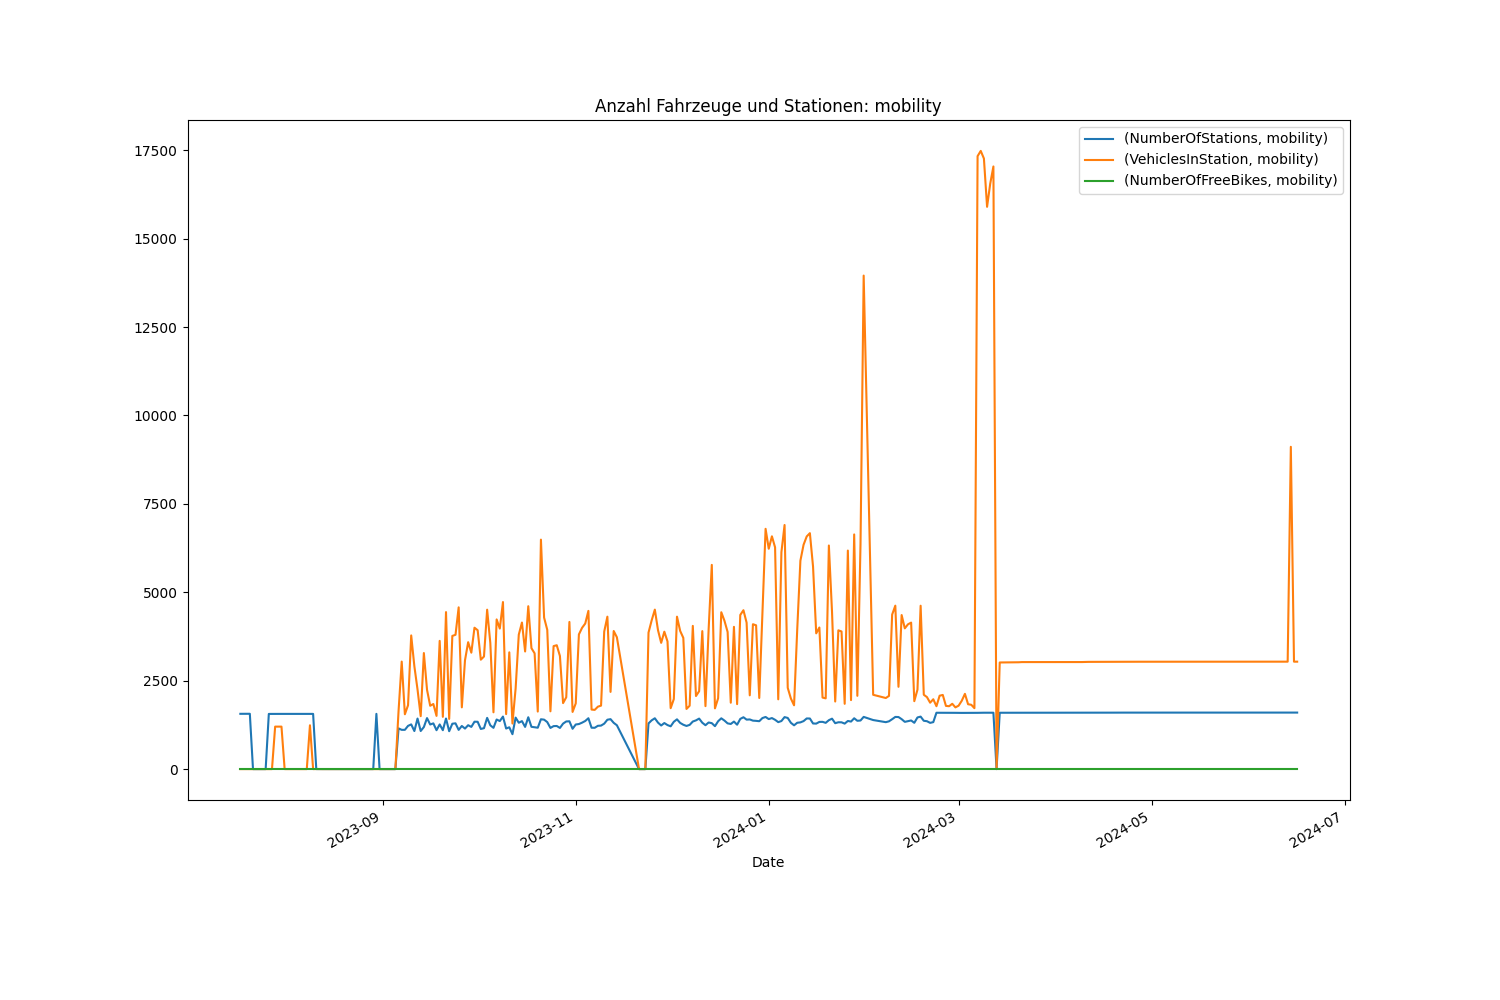 Anzahl Fahrzeuge und Stationen: mobility
(NumberOfStations, mobility)
(VehiclesInStation, mobility)
(NumberOfFreeBikes, mobility)
17500
15000
12500
10000
7500
5000
2500
0
2023-09
2023-11
2024-01
2024-03
2024-05
2024-07
Date